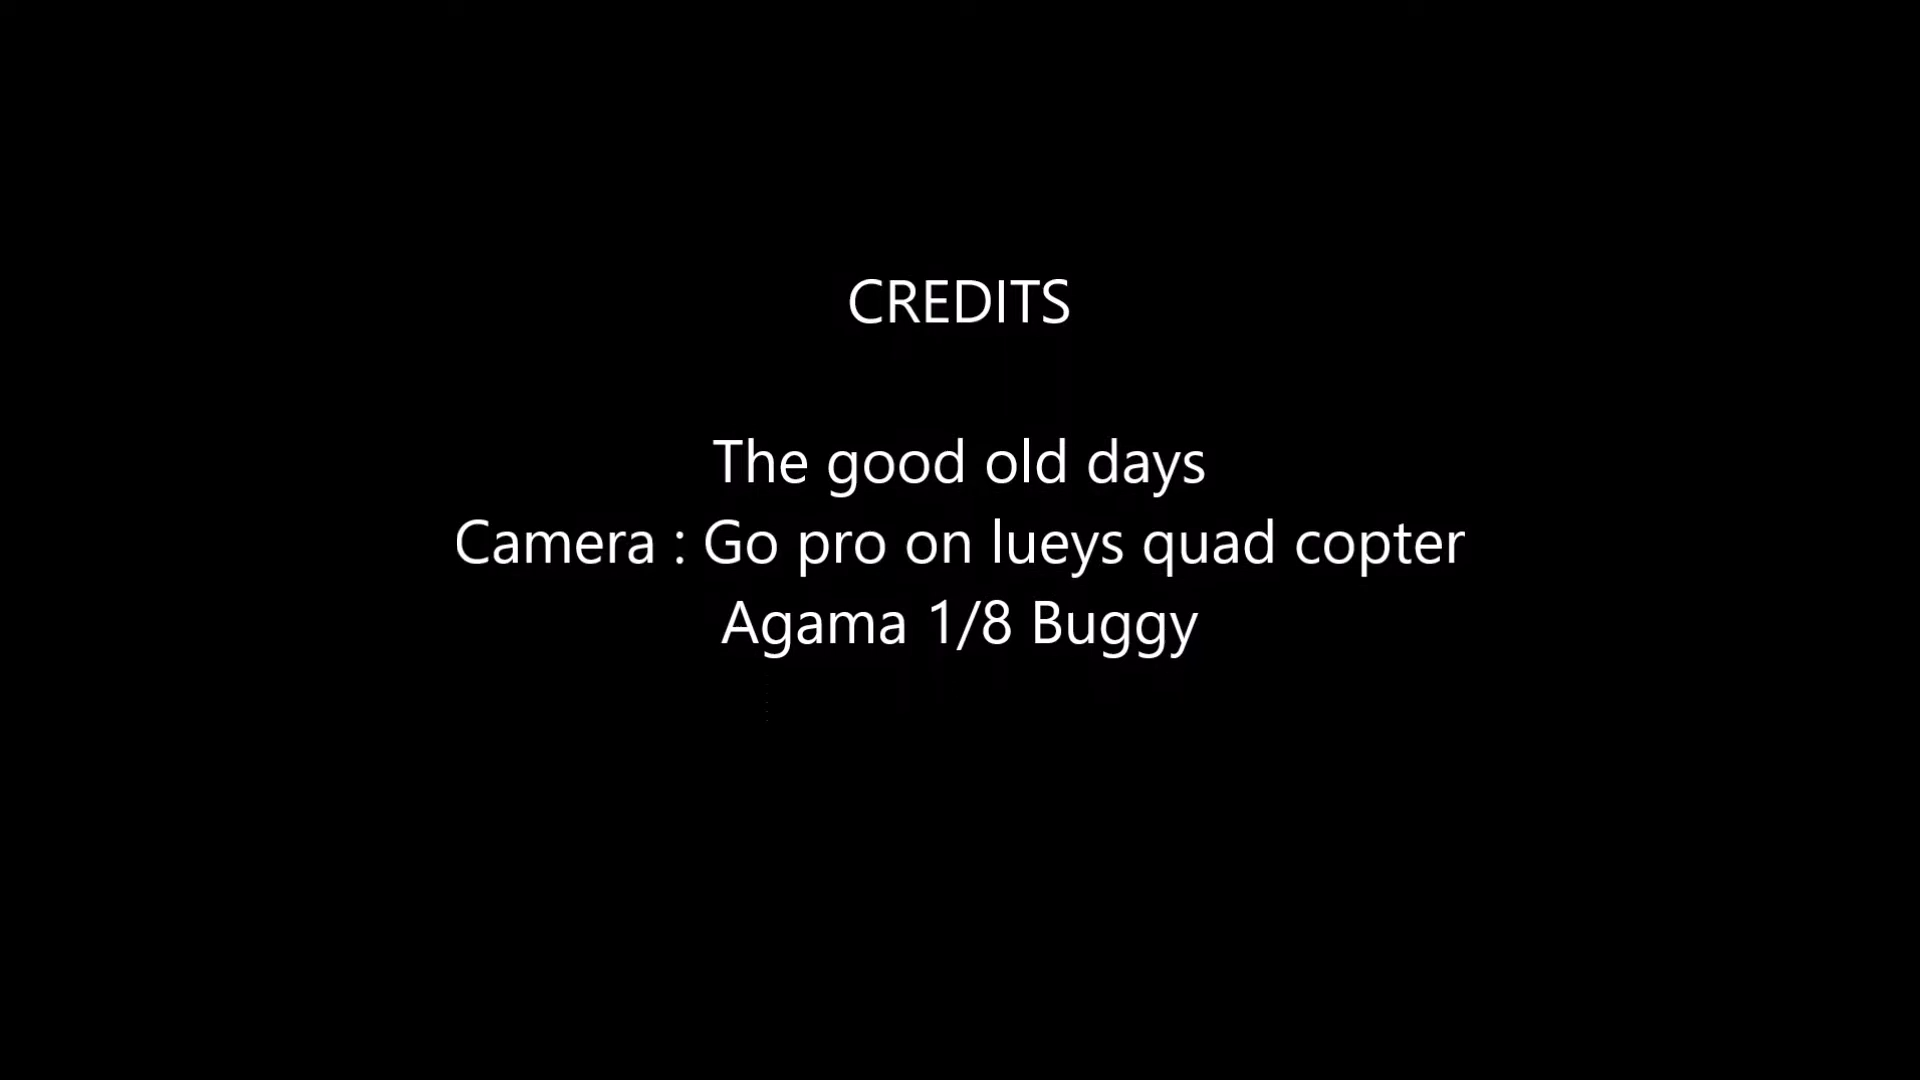 CREDITS
The good old days
Camera : Go pro on lueys quad copter
Agama 1/8 Buggy